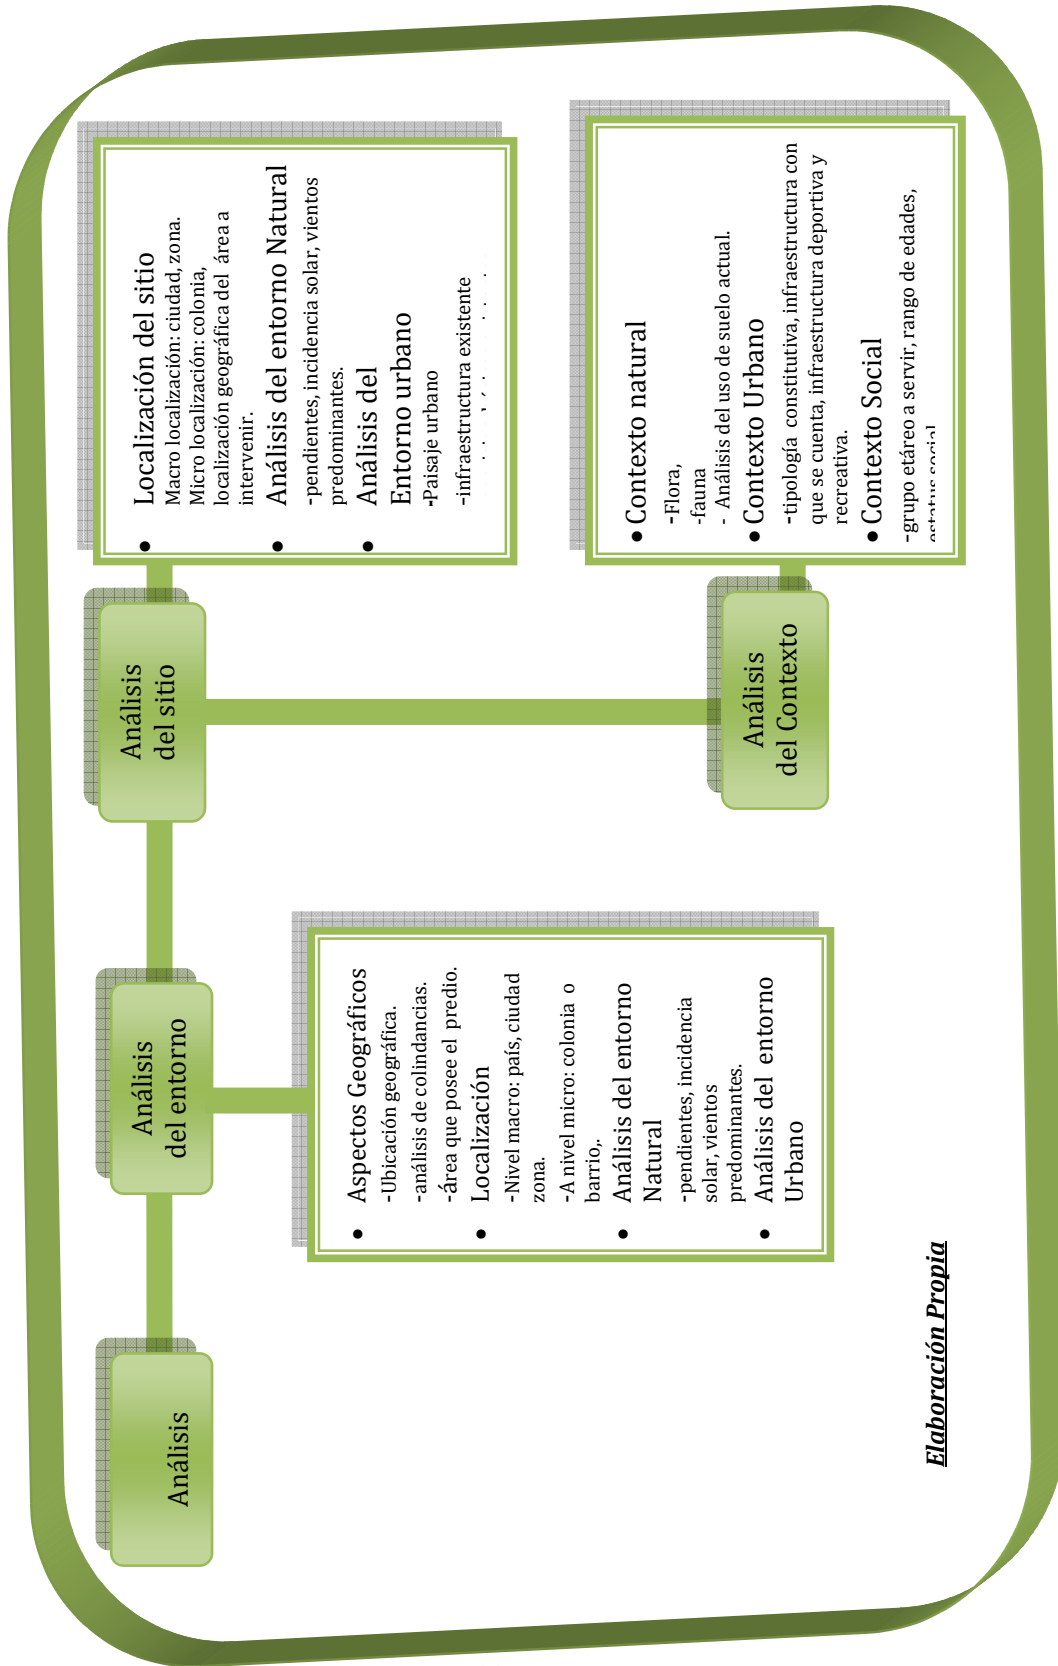 Análisis
Análisis
del entorno
• Aspectos Geográficos
-Ubicación geográfica.
-análisis de colindancias.
-área que posee el predio.
• Localización
-Nivel macro: país, ciudad
zona.
-A nivel micro: colonia o
barrio,.
• Análisis del entorno
Natural
-pendientes, incidencia
solar, vientos
predominantes.
• Análisis del entorno
Urbano
Análisis
del sitio
• Localización del sitio
Macro localización: ciudad, zona.
Micro localización: colonia,
localización geográfica del área a
intervenir.
• Análisis del entorno Natural
-pendientes, incidencia solar, vientos
predominantes.
• Análisis del
Entorno urbano
-Paisaje urbano
-infraestructura existente
Análisis
del Contexto
• Contexto natural
-Flora,
-fauna
- Análisis del uso de suelo actual.
• Contexto Urbano
-tipología constitutiva, infraestructura con
que se cuenta, infraestructura deportiva y
recreativa.
• Contexto Social
-grupo etáreo a servir, rango de edades,
estatus social
Elaboración Propia